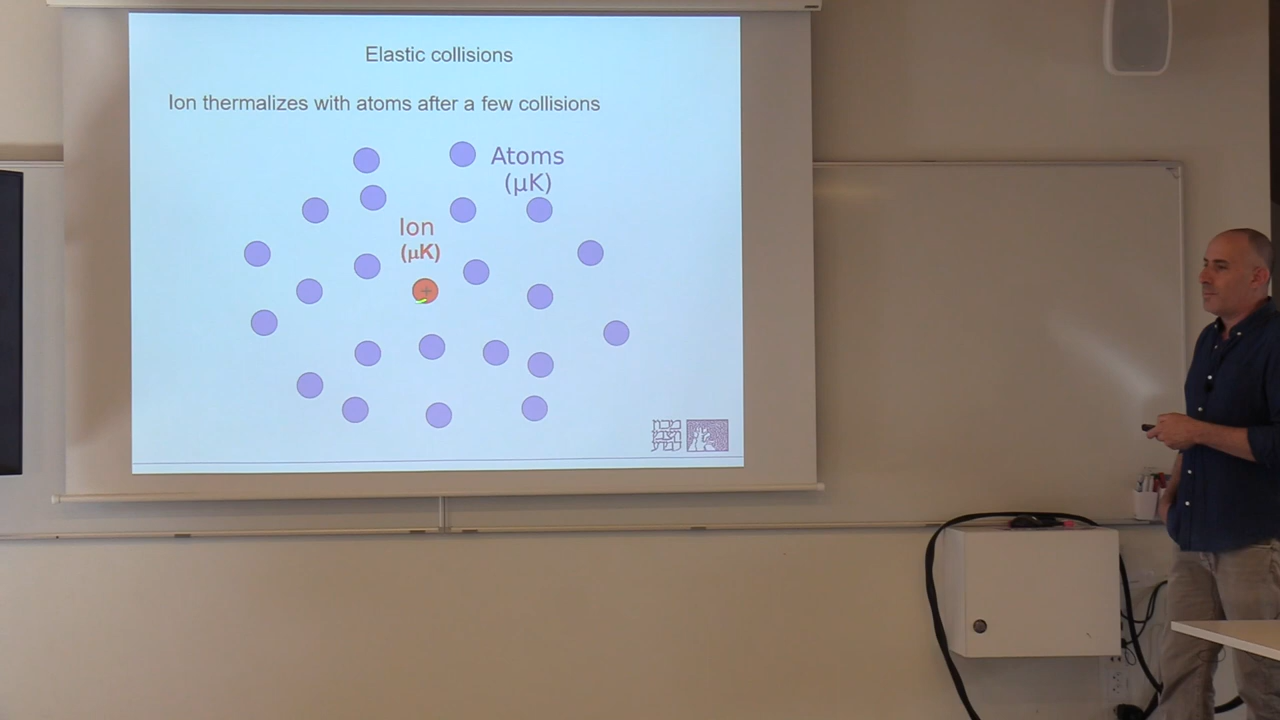 Elastic collisions
Ion thermalizes with atoms after a few collisions
Atoms
(μK)
Ion
(μK)
+